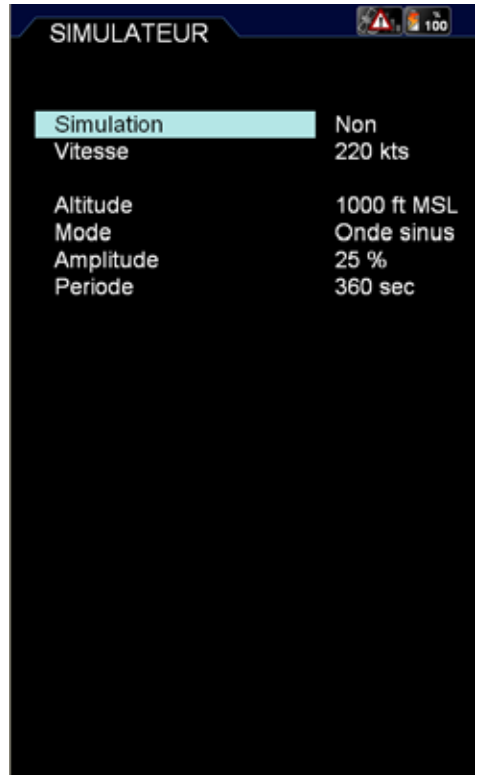 SIMULATEUR
% 100
Simulation Non
Vitesse 220 kts
Altitude 1000 ft MSL
Mode Onde sinus
Amplitude 25 %
Periode 360 sec